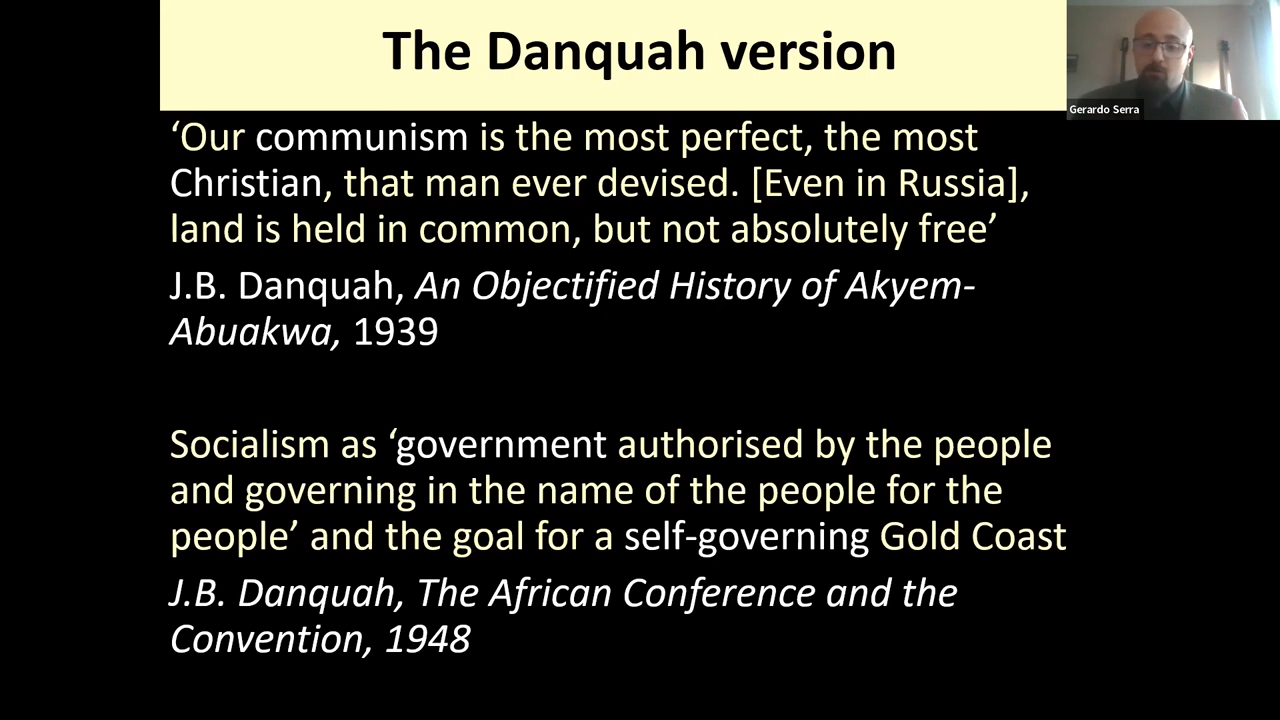 The Danquah version
Gerardo Serra
‘Our communism is the most perfect, the most
Christian, that man ever devised. [Even in Russia],
land is held in common, but not absolutely free’
J.B. Danquah, An Objectified History of Akyem-
Abuakwa, 1939
Socialism as ‘government authorised by the people
and governing in the name of the people for the
people’ and the goal for a self-governing Gold Coast
J.B. Danquah, The African Conference and the
Convention, 1948